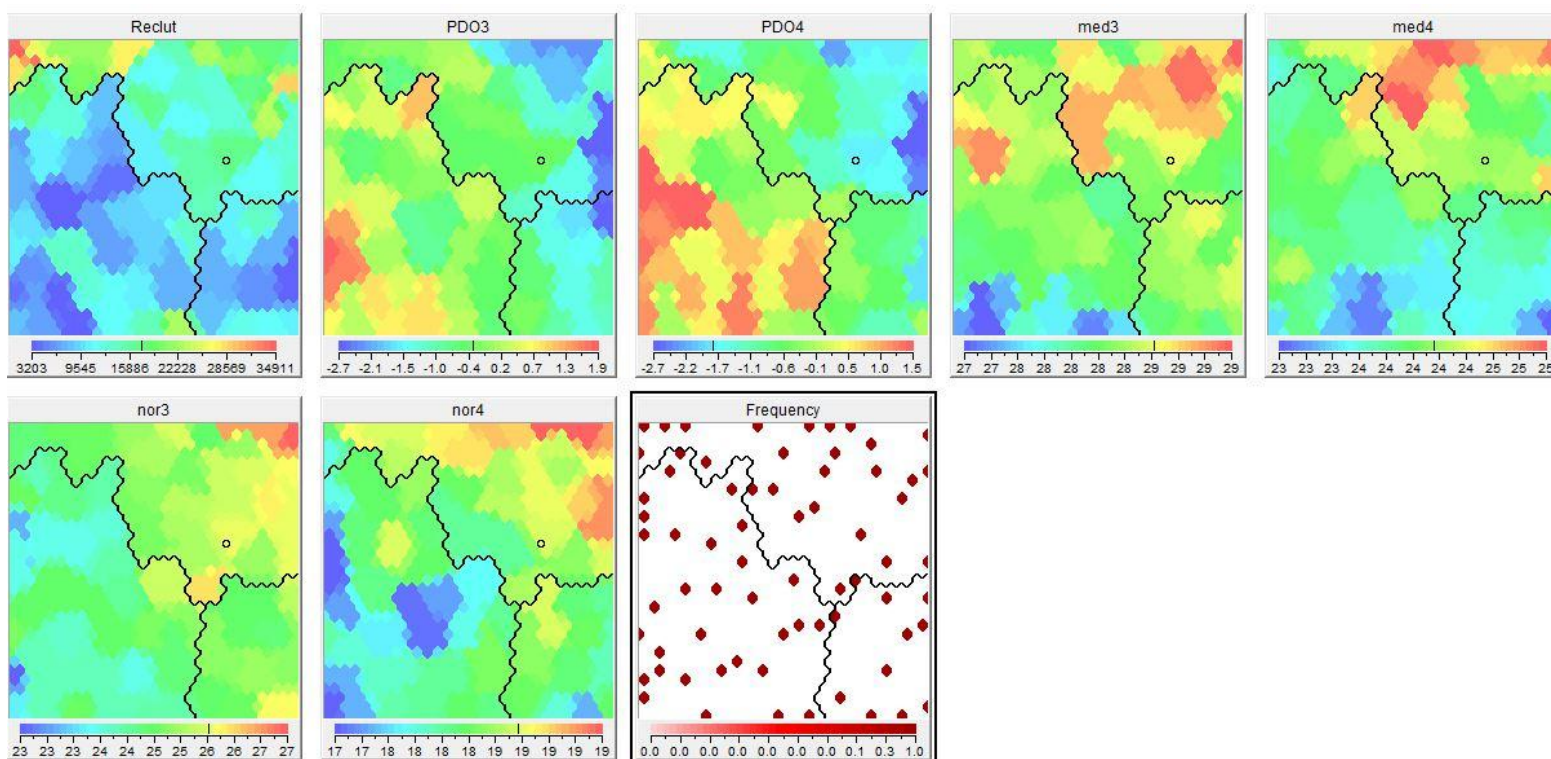 Reclut
PDO3
PDO4
med3
med4
3203 9545 15886 22228 28569 34911
-2.7 -2.1 -1.5 -1.0 -0.4 0.2 0.7 1.3 1.9
-2.7 -2.1 -1.7 -1.1 -0.6 -0.1 0.5 1.0 1.5
27 27 28 28 28 28 29 29 29 29
23 23 23 24 24 24 24 24 25 25 25
nor3
nor4
Frequency
23 23 23 24 24 25 25 26 26 27 27
17 17 18 18 18 18 19 19 19 19
0.0 0.0 0.0 0.0 0.0 0.0 0.1 0.3 1.0